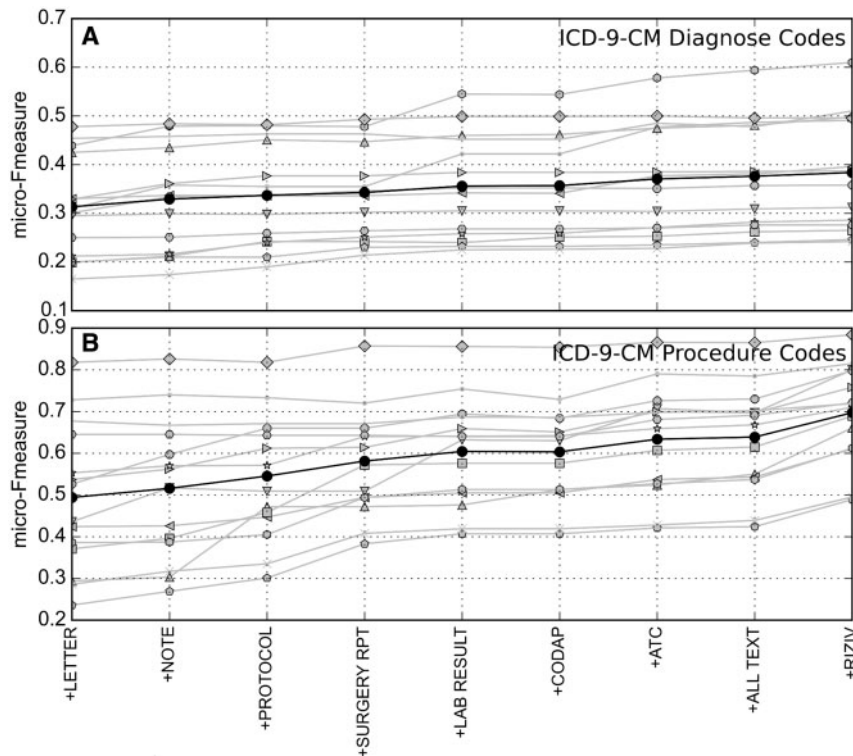 0.7
A
ICD-9-CM Diagnose Codes
0.6
0.5
0.4
0.3
0.2
0.1
micro-Fmeasure
0.9
B
ICD-9-CM Procedure Codes
0.8
0.7
0.6
0.5
0.4
0.3
0.2
micro-Fmeasure
+LETTER
+NOTE
+PROTOCOL
+SURGERY RPT
+LAB RESULT
+CODAP
+ATC
+ALL TEXT
+RIZIV